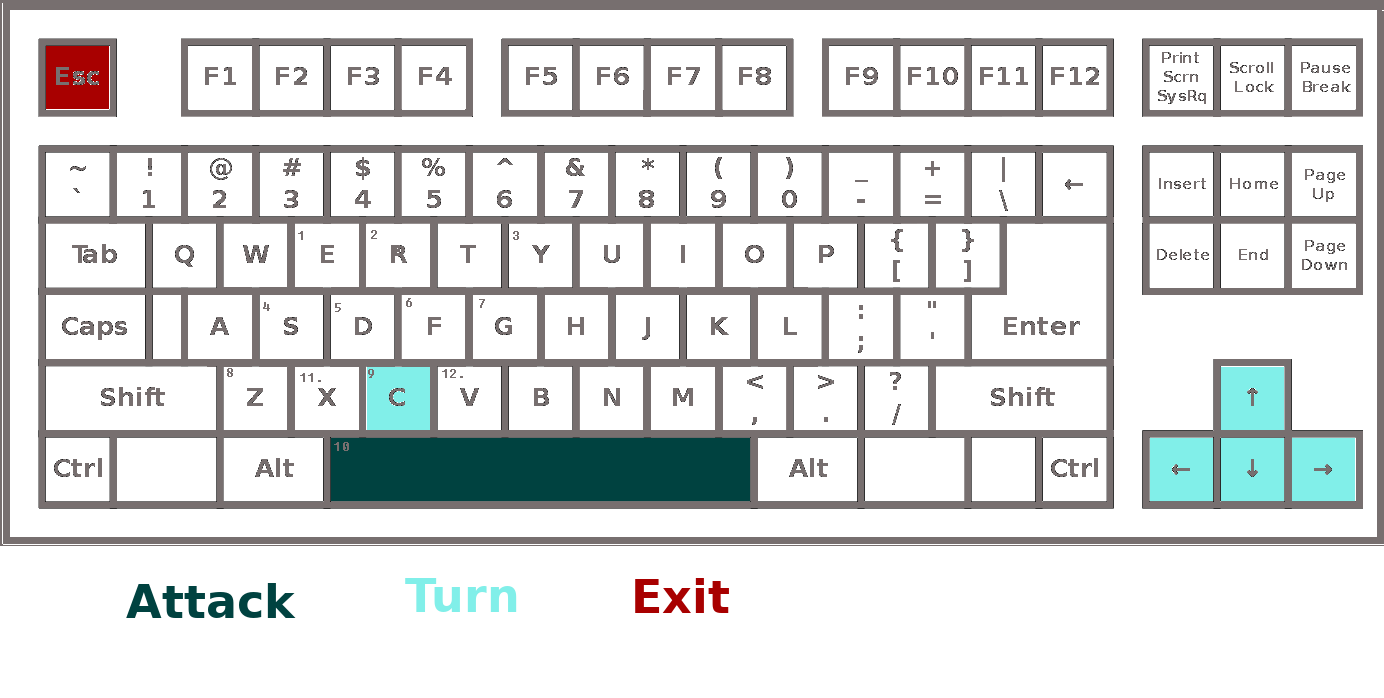 Esc F1 F2 F3 F4 F5 F6 F7 F8 F9 F10 F11 F12 Print Scrn SysRq Scroll Lock Pause Break
~ ! @ # $ % ^ & * ( ) _ + | ←
` 1 2 3 4 5 6 7 8 9 0 - = \
Insert Home Page Up
Tab Q W 1 E 2 R T 3 Y U I O P { [ } ]
Delete End Page Down
Caps A 4 S 5 D 6 F 7 G H J K L : ; " ' Enter
Shift 8 Z 11. X 9 C 12. V B N M < , > . ? / Shift ↑
Ctrl Alt 10 Alt Ctrl ← ↓ →
Attack Turn Exit